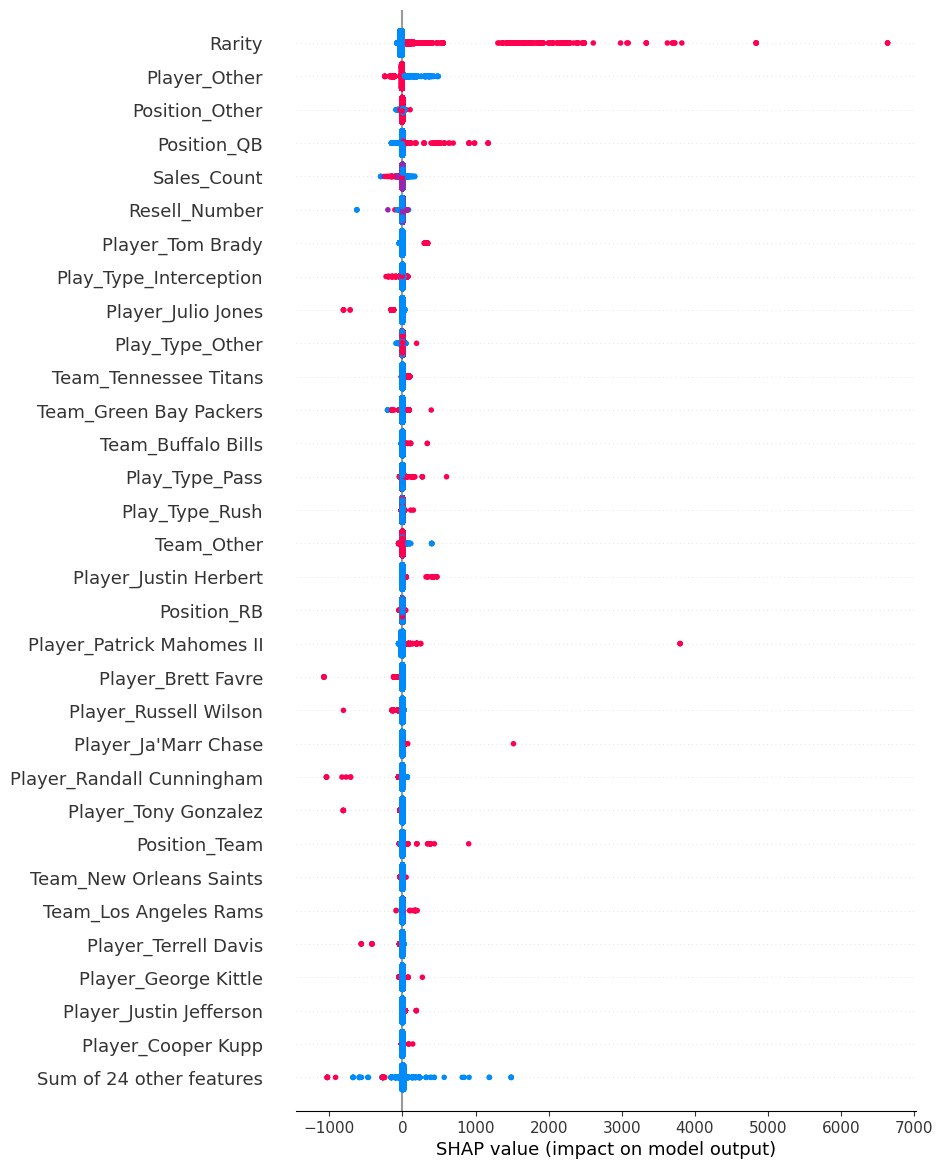 Rarity
Player_Other
Position_Other
Position_QB
Sales_Count
Resell_Number
Player_Tom Brady
Play_Type_Interception
Player_Julio Jones
Play_Type_Other
Team_Tennessee Titans
Team_Green Bay Packers
Team_Buffalo Bills
Play_Type_Pass
Play_Type_Rush
Team_Other
Player_Justin Herbert
Position_RB
Player_Patrick Mahomes II
Player_Brett Favre
Player_Russell Wilson
Player_Ja'Marr Chase
Player_Randall Cunningham
Player_Tony Gonzalez
Position_Team
Team_New Orleans Saints
Team_Los Angeles Rams
Player_Terrell Davis
Player_George Kittle
Player_Justin Jefferson
Player_Cooper Kupp
Sum of 24 other features
−1000 0 1000 2000 3000 4000 5000 6000 7000
SHAP value (impact on model output)